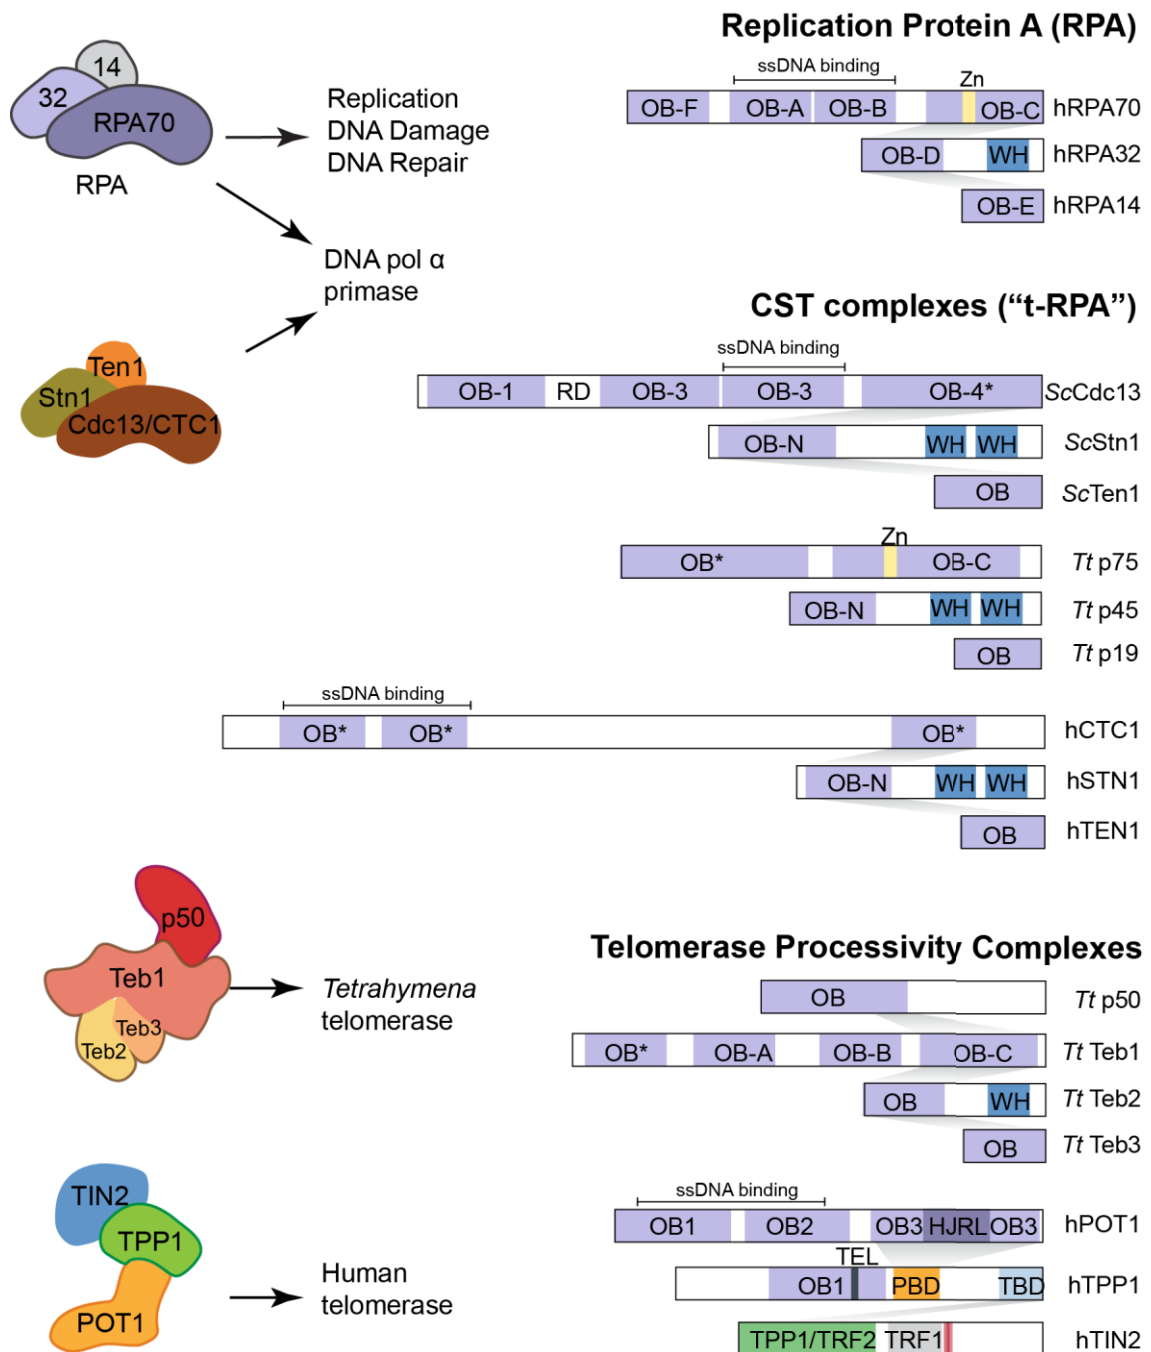 Replication Protein A (RPA)
14
32
RPA70
RPA
Replication
DNA Damage
DNA Repair
ssDNA binding
Zn
OB-F OB-A OB-B OB-C hRPA70
OB-D WH hRPA32
OB-E hRPA14
DNA pol α
primase
CST complexes (“t-RPA”)
Ten1
Stn1
Cdc13/CTC1
ssDNA binding
OB-1 RD OB-3 OB-3 OB-4* ScCdc13
OB-N WH WH ScStn1
OB ScTen1
Zn
OB* OB-C Tt p75
OB-N WH WH Tt p45
OB Tt p19
ssDNA binding
OB* OB* OB* hCTC1
OB-N WH WH hSTN1
OB hTEN1
p50
Teb1
Teb3
Teb2
Tetrahymena
telomerase
Telomerase Processivity Complexes
OB Tt p50
OB* OB-A OB-B OB-C Tt Teb1
OB WH Tt Teb2
OB Tt Teb3
TIN2
TPP1
POT1
Human
telomerase
ssDNA binding
OB1 OB2 OB3 HJRL OB3 hPOT1
TEL
OB1 PBD TBD hTPP1
TPP1/TRF2 TRF1 hTIN2